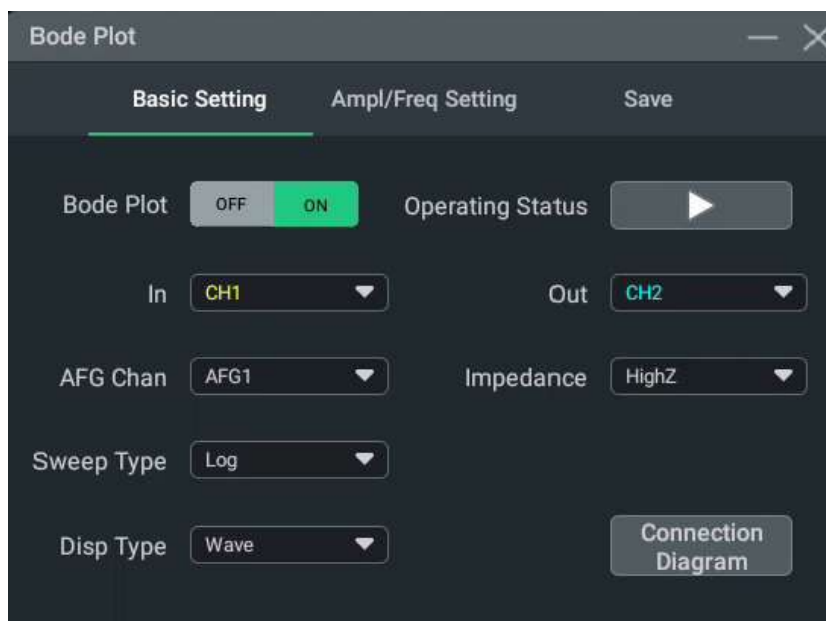 Bode Plot
Basic Setting Ampl/Freq Setting Save
Bode Plot OFF ON Operating Status
In CH1 Out CH2
AFG Chan AFG1 Impedance HighZ
Sweep Type Log
Disp Type Wave
Connection
Diagram